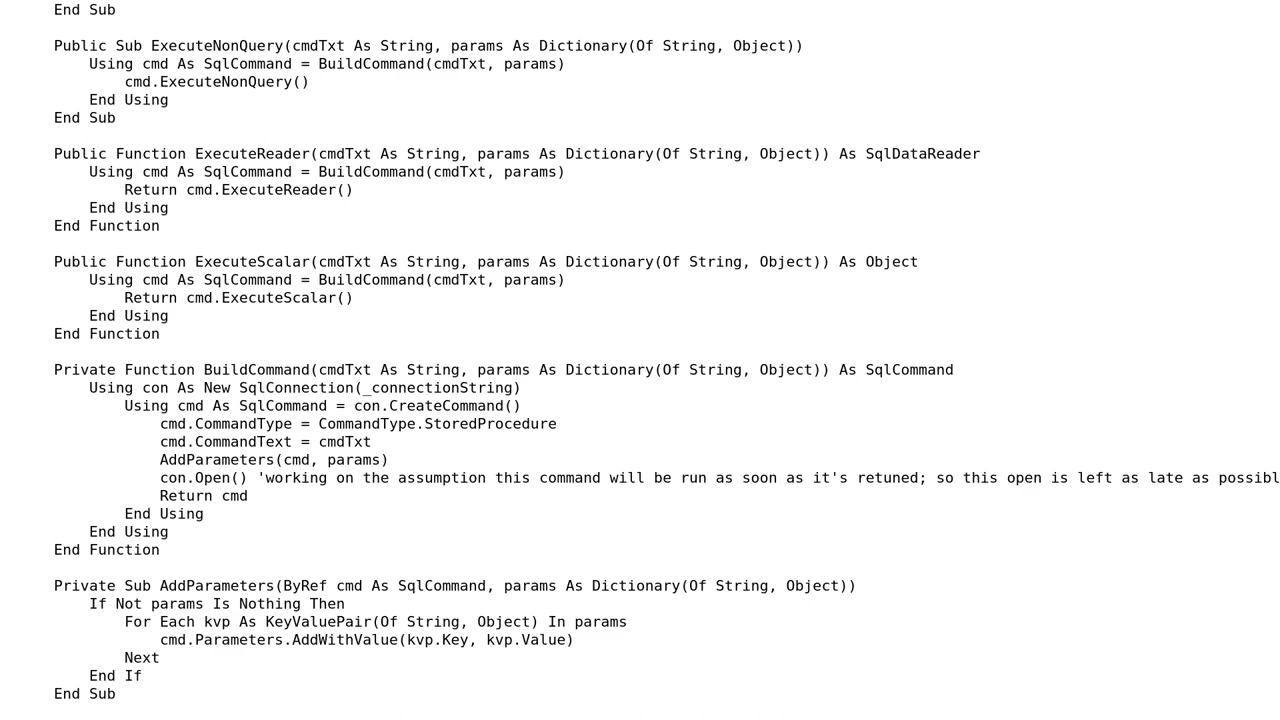 End Sub
Public Sub ExecuteNonQuery(cmdTxt As String, params As Dictionary(Of String, Object))
Using cmd As SqlCommand = BuildCommand(cmdTxt, params)
cmd.ExecuteNonQuery()
End Using
End Sub
Public Function ExecuteReader(cmdTxt As String, params As Dictionary(Of String, Object)) As SqlDataReader
Using cmd As SqlCommand = BuildCommand(cmdTxt, params)
Return cmd.ExecuteReader()
End Using
End Function
Public Function ExecuteScalar(cmdTxt As String, params As Dictionary(Of String, Object)) As Object
Using cmd As SqlCommand = BuildCommand(cmdTxt, params)
Return cmd.ExecuteScalar()
End Using
End Function
Private Function BuildCommand(cmdTxt As String, params As Dictionary(Of String, Object)) As SqlCommand
Using con As New SqlConnection(_connectionString)
Using cmd As SqlCommand = con.CreateCommand()
cmd.CommandType = CommandType.StoredProcedure
cmd.CommandText = cmdTxt
AddParameters(cmd, params)
con.Open() 'working on the assumption this command will be run as soon as it's retuned; so this open is left as late as possibl
Return cmd
End Using
End Using
End Function
Private Sub AddParameters(ByRef cmd As SqlCommand, params As Dictionary(Of String, Object))
If Not params Is Nothing Then
For Each kvp As KeyValuePair(Of String, Object) In params
cmd.Parameters.AddWithValue(kvp.Key, kvp.Value)
Next
End If
End Sub